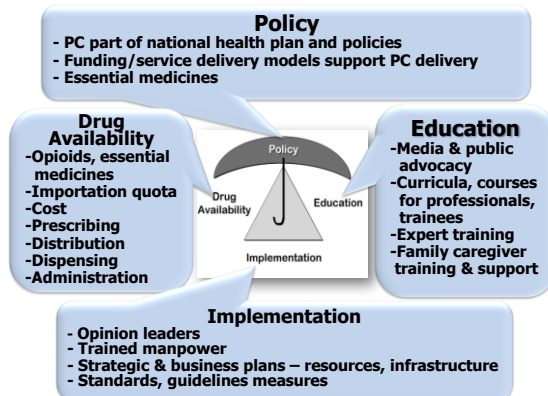 Policy
- PC part of national health plan and policies
- Funding/service delivery models support PC delivery
- Essential medicines
Drug
Availability
-Opioids, essential
medicines
-Importation quota
-Cost
-Prescribing
-Distribution
-Dispensing
-Administration
Policy
Drug
Availability
Education
Implementation
Education
-Media & public
advocacy
-Curricula, courses
for professionals,
trainees
-Expert training
-Family caregiver
training & support
Implementation
- Opinion leaders
- Trained manpower
- Strategic & business plans – resources, infrastructure
- Standards, guidelines measures